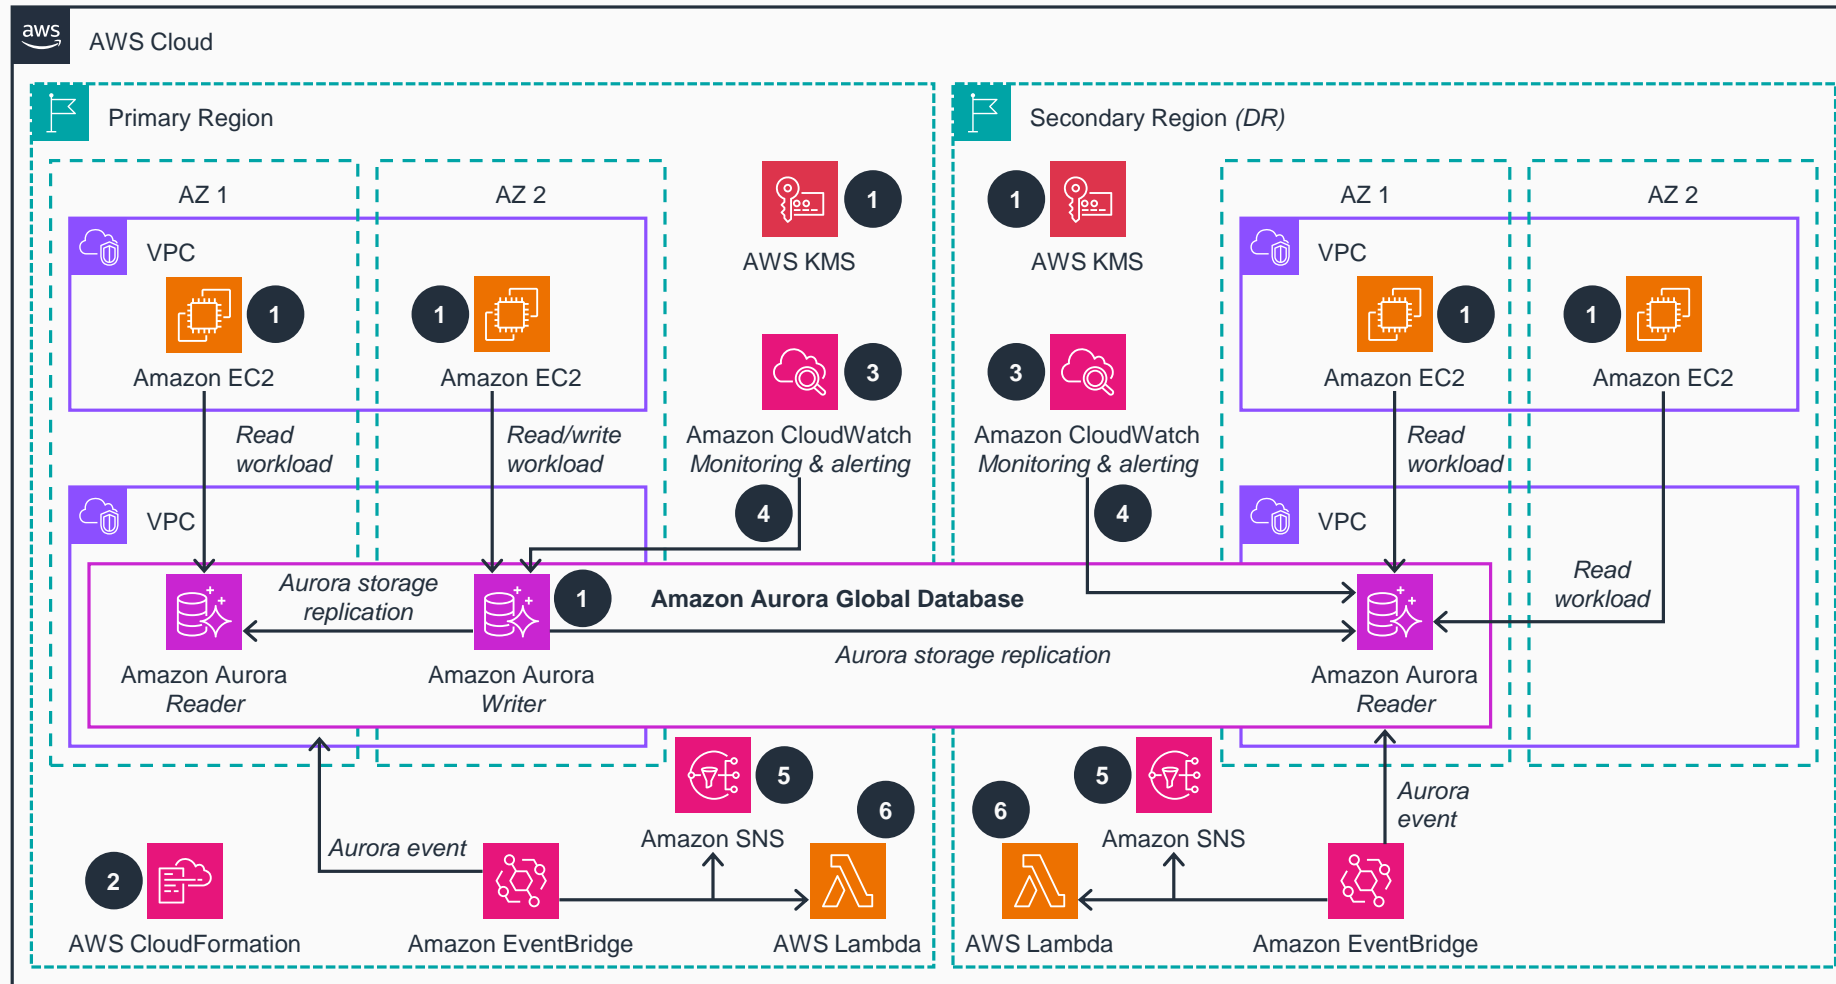 aws
AWS Cloud
Primary Region
Secondary Region (DR)
AZ 1
AZ 2
AZ 1
AZ 2
1
1
VPC
AWS KMS
AWS KMS
VPC
1
1
1
1
Amazon EC2
Amazon EC2
3
3
Amazon EC2
Amazon EC2
Read
workload
Read/write
workload
Amazon CloudWatch
Monitoring & alerting
Amazon CloudWatch
Monitoring & alerting
Read
workload
VPC
4
4
VPC
Aurora storage
replication
1
Amazon Aurora Global Database
Read
workload
Aurora storage replication
Amazon Aurora
Reader
Amazon Aurora
Writer
Amazon Aurora
Reader
5
5
6
6
Aurora
event
Aurora event
Amazon SNS
Amazon SNS
2
AWS CloudFormation
Amazon EventBridge
AWS Lambda
AWS Lambda
Amazon EventBridge